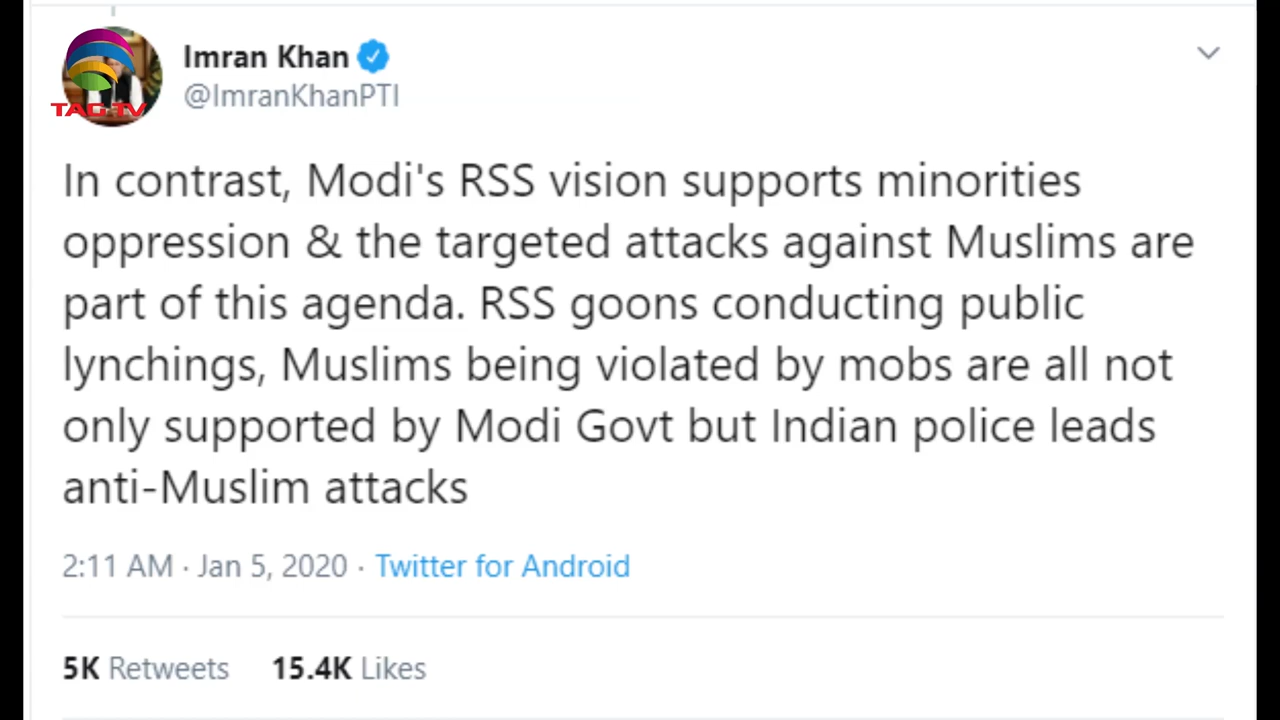 TAG TV
Imran Khan
@ImranKhanPTI
In contrast, Modi's RSS vision supports minorities
oppression & the targeted attacks against Muslims are
part of this agenda. RSS goons conducting public
lynchings, Muslims being violated by mobs are all not
only supported by Modi Govt but Indian police leads
anti-Muslim attacks
2:11 AM · Jan 5, 2020 · Twitter for Android
5K Retweets 15.4K Likes